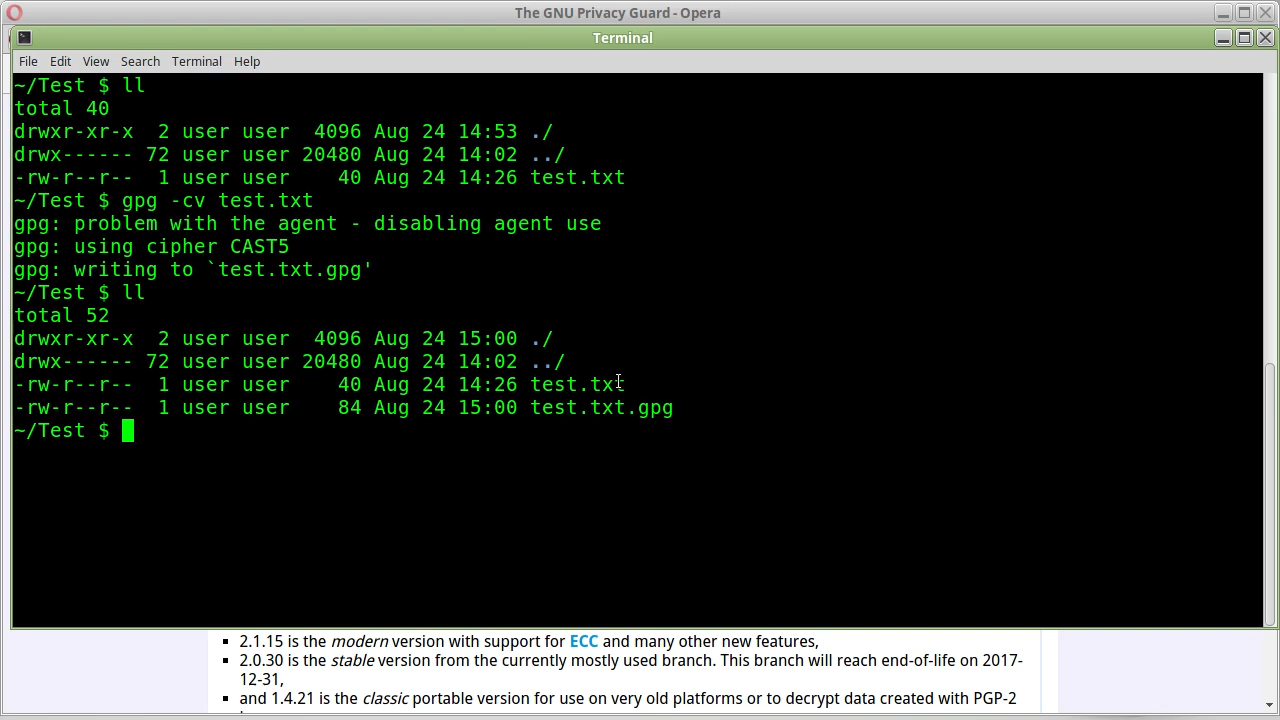 The GNU Privacy Guard - Opera
Terminal
File Edit View Search Terminal Help
~/Test $ ll
total 40
drwxr-xr-x  2 user user  4096 Aug 24 14:53 ./
drwx------ 72 user user 20480 Aug 24 14:02 ../
-rw-r--r--  1 user user    40 Aug 24 14:26 test.txt
~/Test $ gpg -cv test.txt
gpg: problem with the agent - disabling agent use
gpg: using cipher CAST5
gpg: writing to `test.txt.gpg'
~/Test $ ll
total 52
drwxr-xr-x  2 user user  4096 Aug 24 15:00 ./
drwx------ 72 user user 20480 Aug 24 14:02 ../
-rw-r--r--  1 user user    40 Aug 24 14:26 test.txt
-rw-r--r--  1 user user    84 Aug 24 15:00 test.txt.gpg
~/Test $
▪ 2.1.15 is the modern version with support for ECC and many other new features,
▪ 2.0.30 is the stable version from the currently mostly used branch. This branch will reach end-of-life on 2017-
12-31,
▪ and 1.4.21 is the classic portable version for use on very old platforms or to decrypt data created with PGP-2